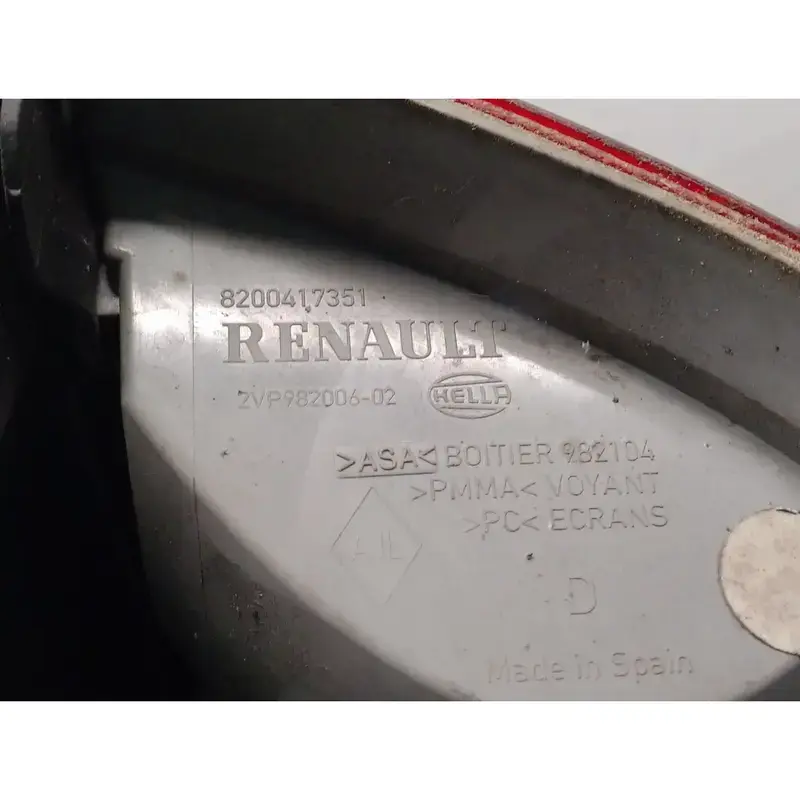 8200417351
RENAULT
2VP982006-02 HELLA
>ASA< BOITIER 982104
>PMMA< VOYANT
>PC< ECRANS
D
Made in Spain